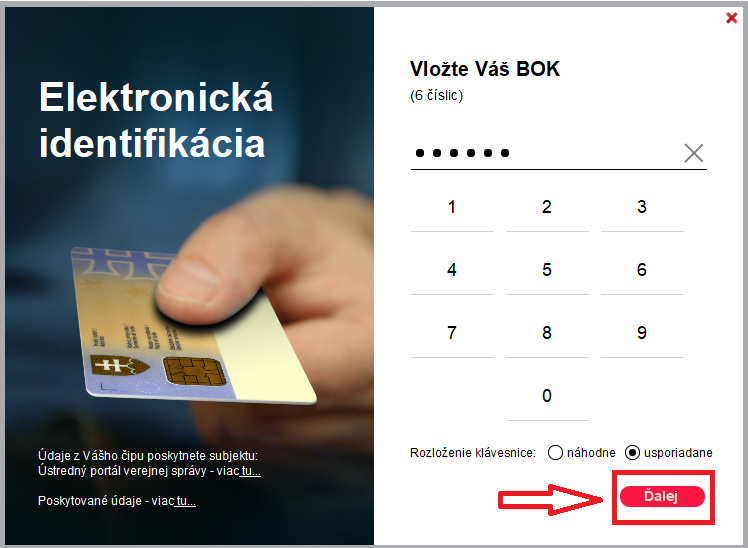 Elektronická
identifikácia
Údaje z Vášho čipu poskytnete subjektu:
Ústredný portál verejnej správy - viac tu...
Poskytované údaje - viac tu...
Vložte Váš BOK
(6 číslic)
1 2 3
4 5 6
7 8 9
0
Rozloženie klávesnice: náhodne usporiadane
Ďalej